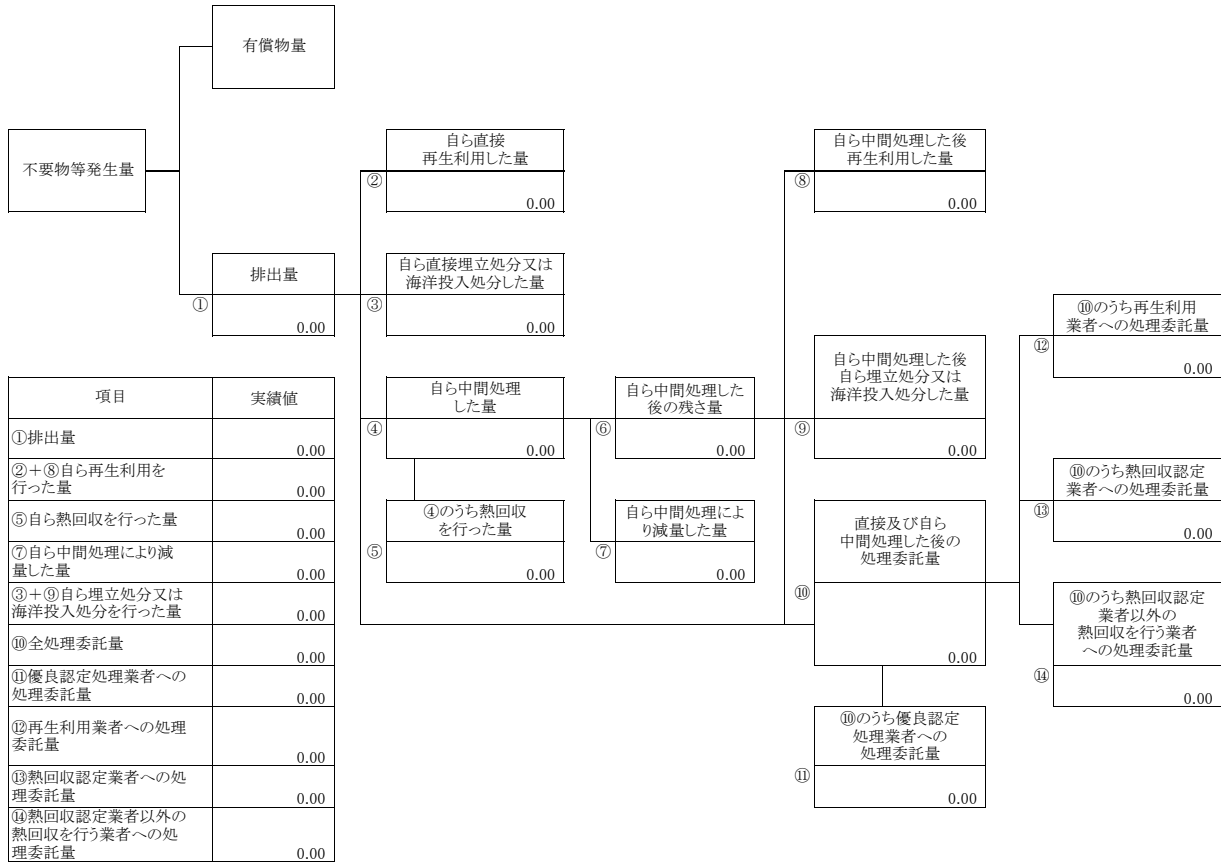 有償物量
不要物等発生量
自ら直接
再生利用した量
②
0.00
自ら中間処理した後
再生利用した量
⑧
0.00
排出量
①
0.00
自ら直接埋立処分又は
海洋投入処分した量
③
0.00
⑩のうち再生利用
業者への処理委託量
⑫
0.00
自ら中間処理した後
自ら埋立処分又は
海洋投入処分した量
⑨
0.00
自ら中間処理
した量
④
0.00
自ら中間処理した
後の残さ量
⑥
0.00
⑩のうち熱回収認定
業者への処理委託量
⑬
0.00
④のうち熱回収
を行った量
⑤
0.00
自ら中間処理によ
り減量した量
⑦
0.00
直接及び自ら
中間処理した後の
処理委託量
⑩
0.00
⑩のうち熱回収認定
業者以外の
熱回収を行う業者
への処理委託量
⑭
0.00
⑩のうち優良認定
処理業者への
処理委託量
⑪
0.00
項目 実績値
①排出量
0.00
②＋⑧自ら再生利用を
行った量 0.00
⑤自ら熱回収を行った量
0.00
⑦自ら中間処理により減
量した量 0.00
③＋⑨自ら埋立処分又は
海洋投入処分を行った量 0.00
⑩全処理委託量
0.00
⑪優良認定処理業者への
処理委託量 0.00
⑫再生利用業者への処理
委託量
0.00
⑬熱回収認定業者への処
理委託量 0.00
⑭熱回収認定業者以外の
熱回収を行う業者への処
理委託量 0.00